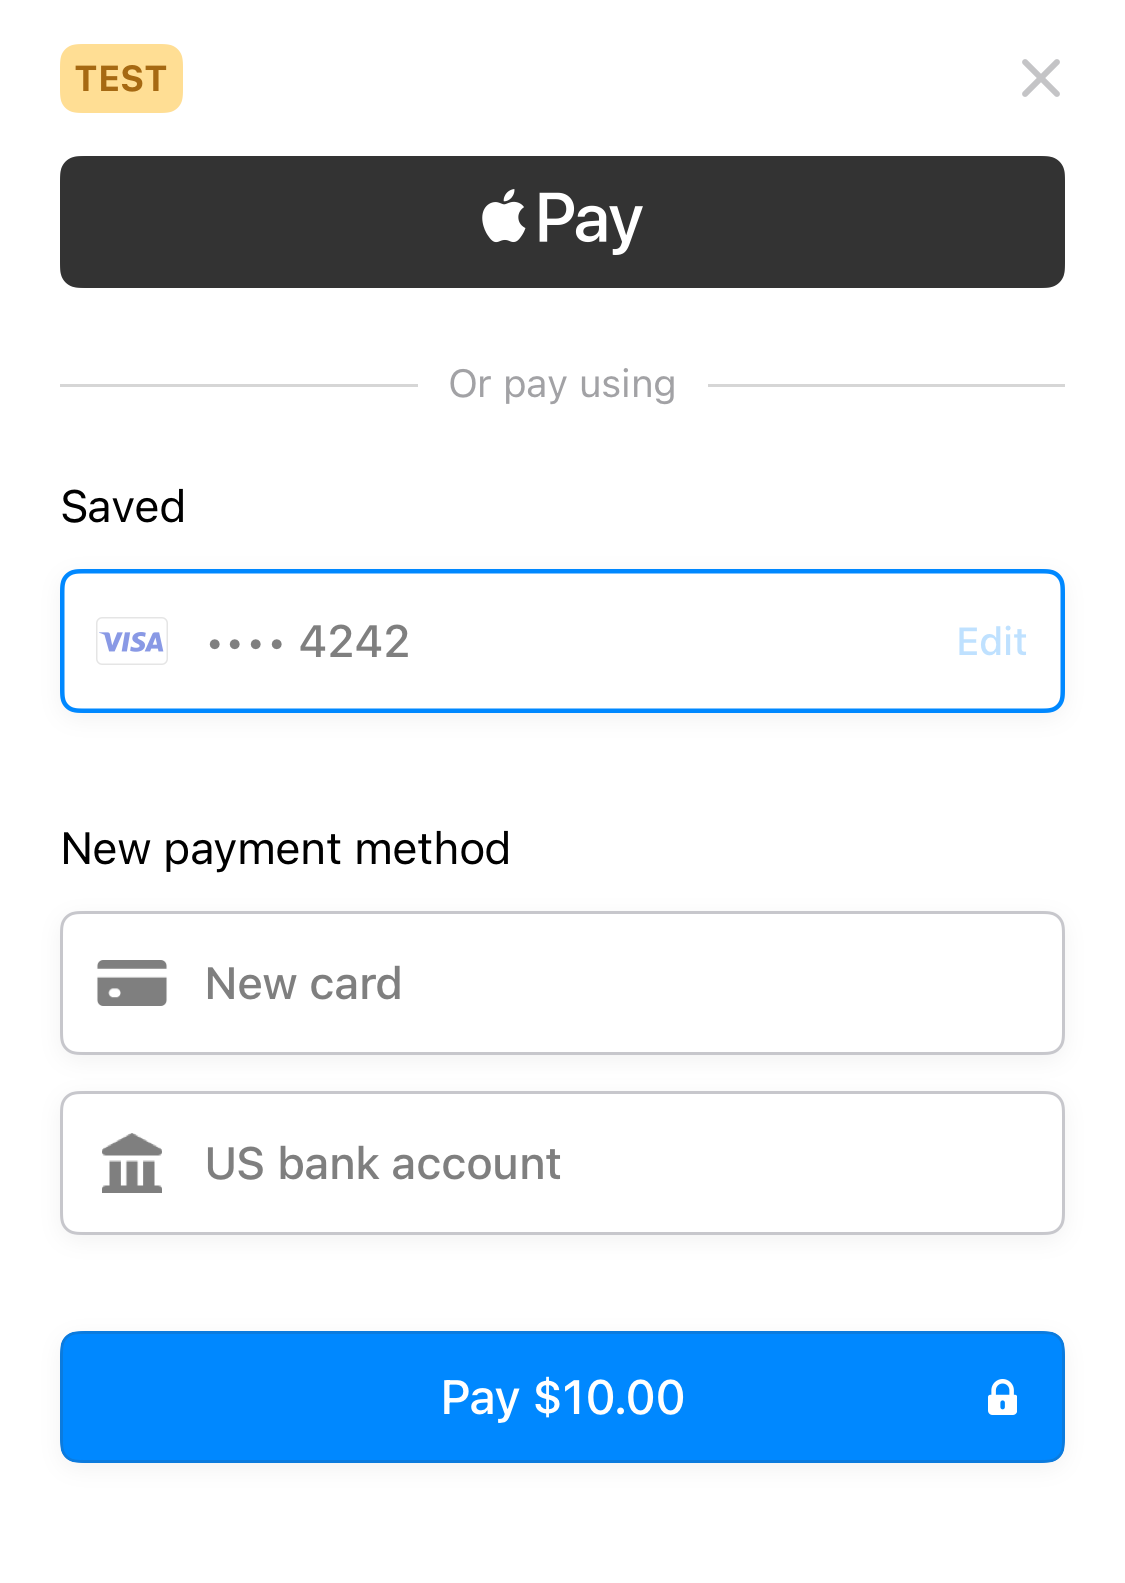 TEST
Pay
Or pay using
Saved
VISA •••• 4242 Edit
New payment method
New card
US bank account
Pay $10.00